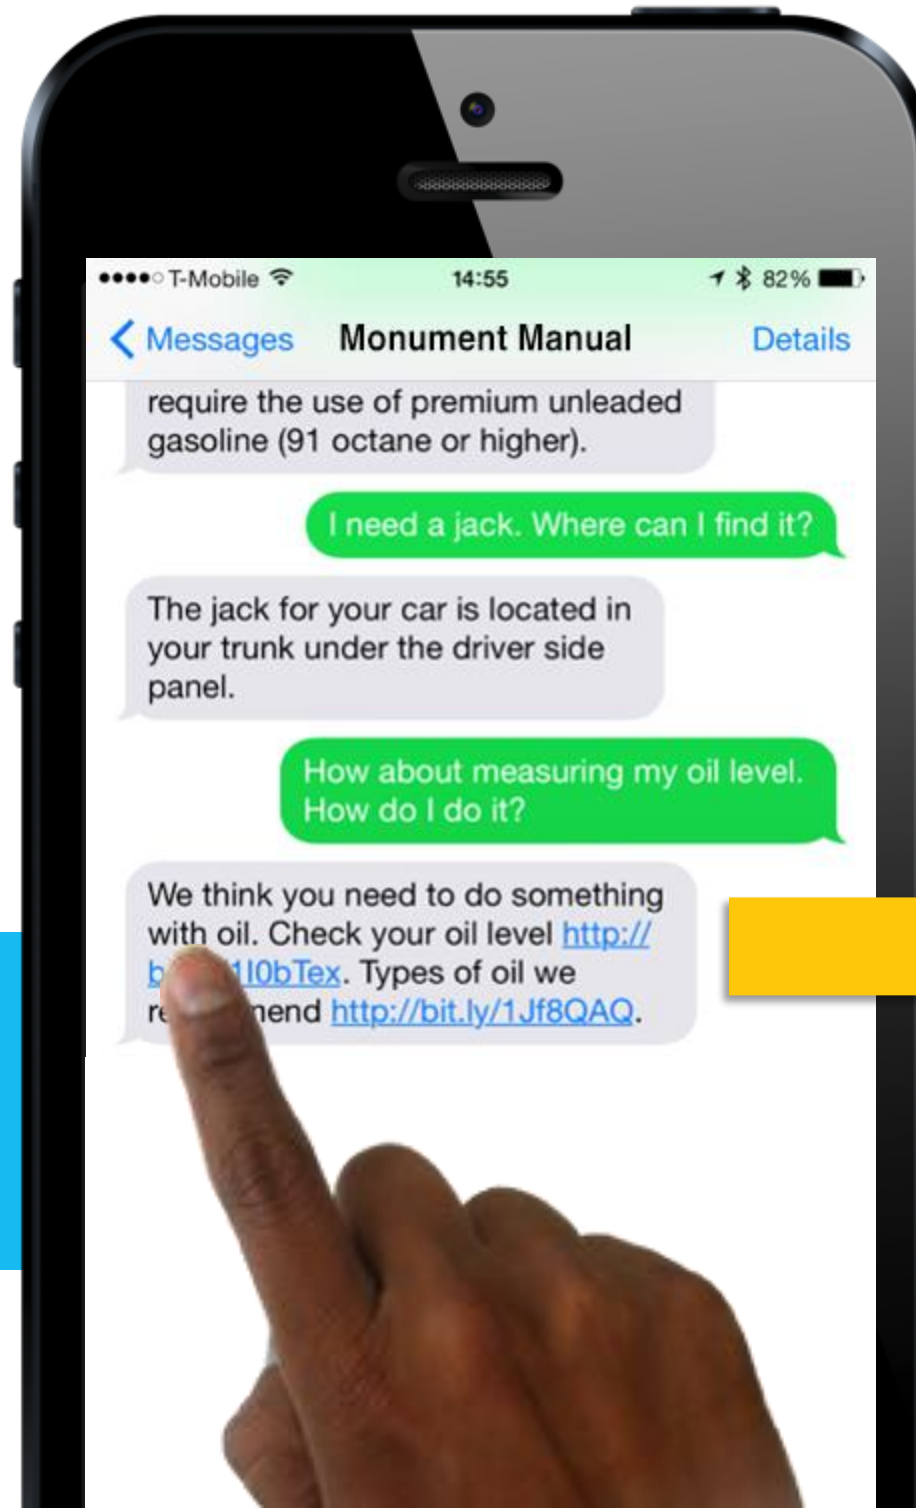 T-Mobile
14:55
82%
Messages
Monument Manual
Details
require the use of premium unleaded
gasoline (91 octane or higher).
I need a jack. Where can I find it?
The jack for your car is located in
your trunk under the driver side
panel.
How about measuring my oil level.
How do I do it?
We think you need to do something
with oil. Check your oil level http://
Types of oil we
http://bit.ly/1Jf8QAQ.